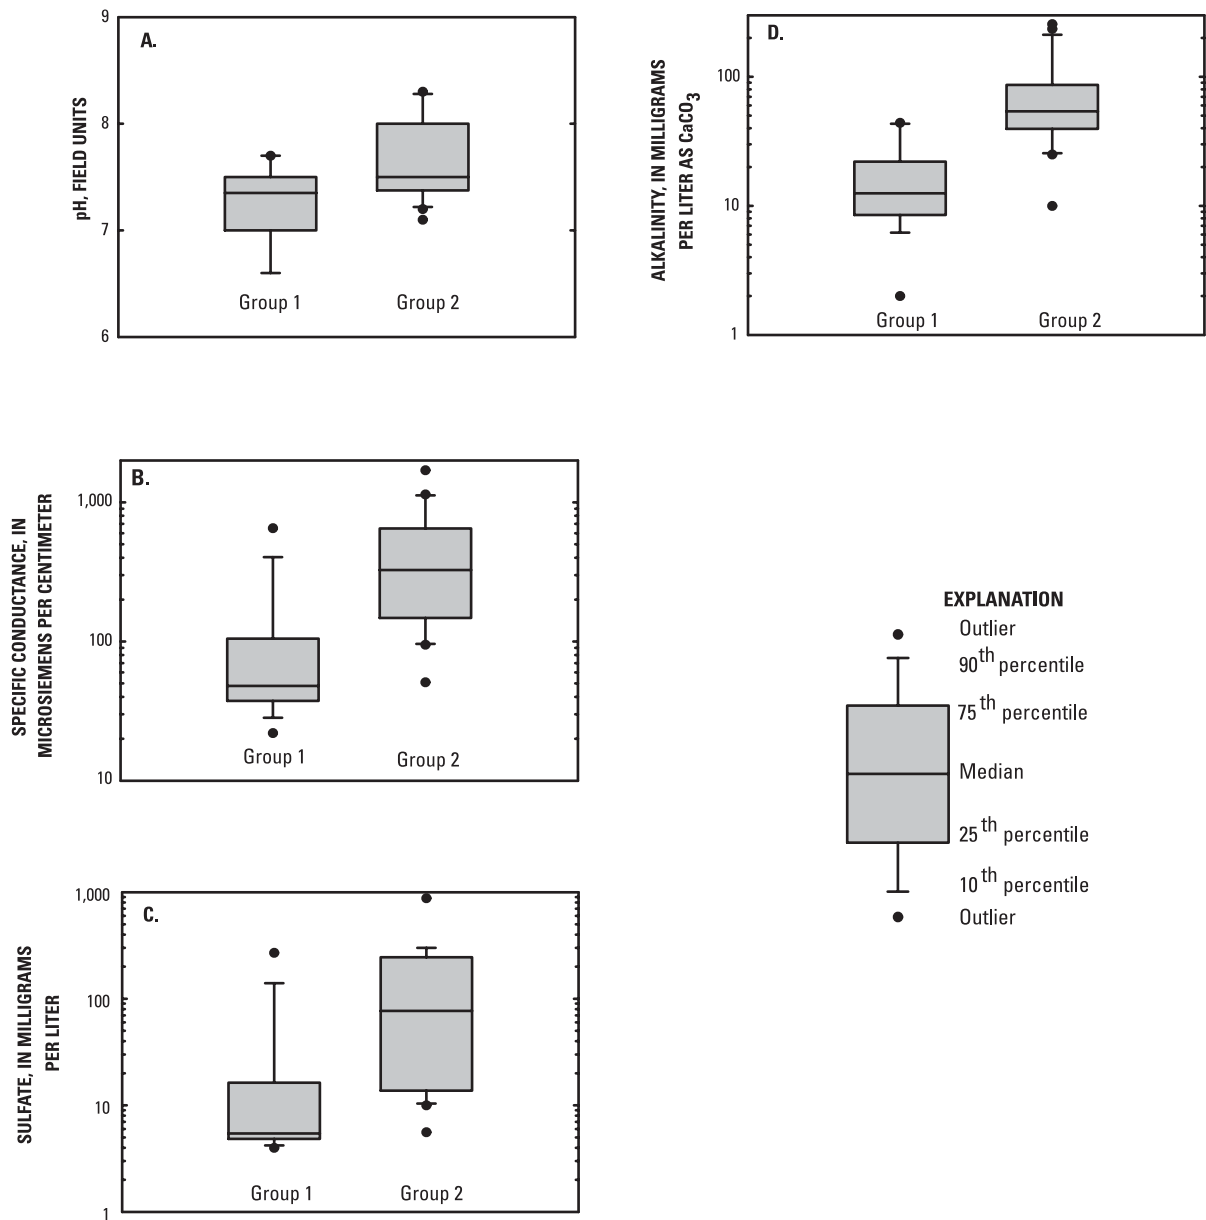 A.
pH, FIELD UNITS
9
8
7
6
Group 1
Group 2
D.
ALKALINITY, IN MILLIGRAMS
PER LITER AS CaCO3
100
10
1
Group 1
Group 2
B.
SPECIFIC CONDUCTANCE, IN
MICROSIEMENS PER CENTIMETER
1,000
100
10
Group 1
Group 2
C.
SULFATE, IN MILLIGRAMS
PER LITER
1,000
100
10
1
Group 1
Group 2
EXPLANATION
Outlier
90th percentile
75th percentile
Median
25th percentile
10th percentile
Outlier